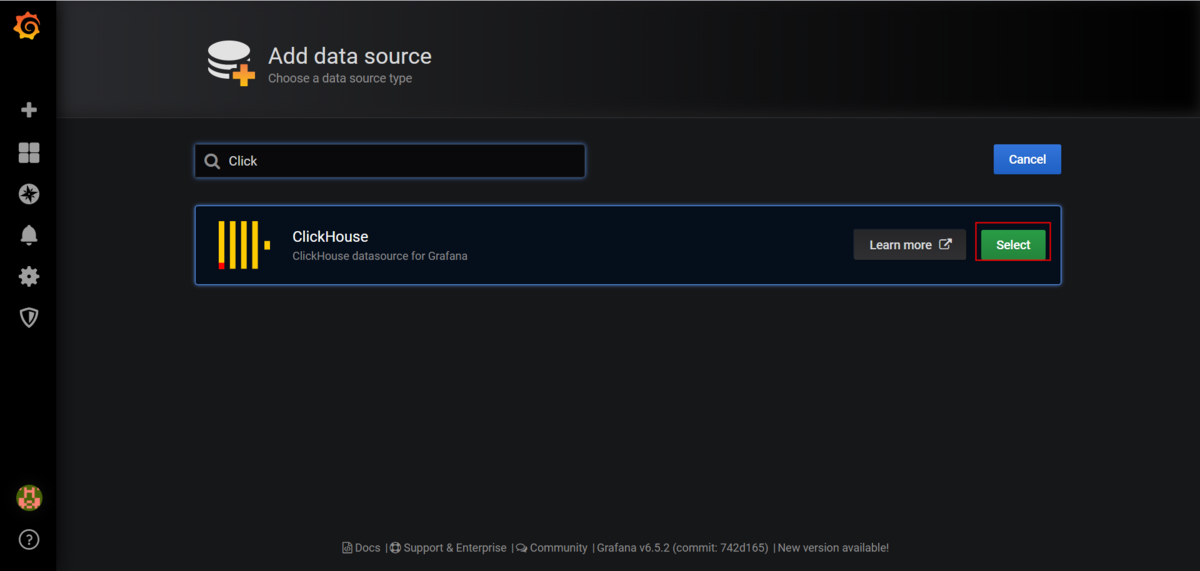 Add data source
Choose a data source type
Click
Cancel
ClickHouse
ClickHouse datasource for Grafana
Learn more
Select
Docs | Support & Enterprise | Community | Grafana v6.5.2 (commit: 742d165) | New version available!